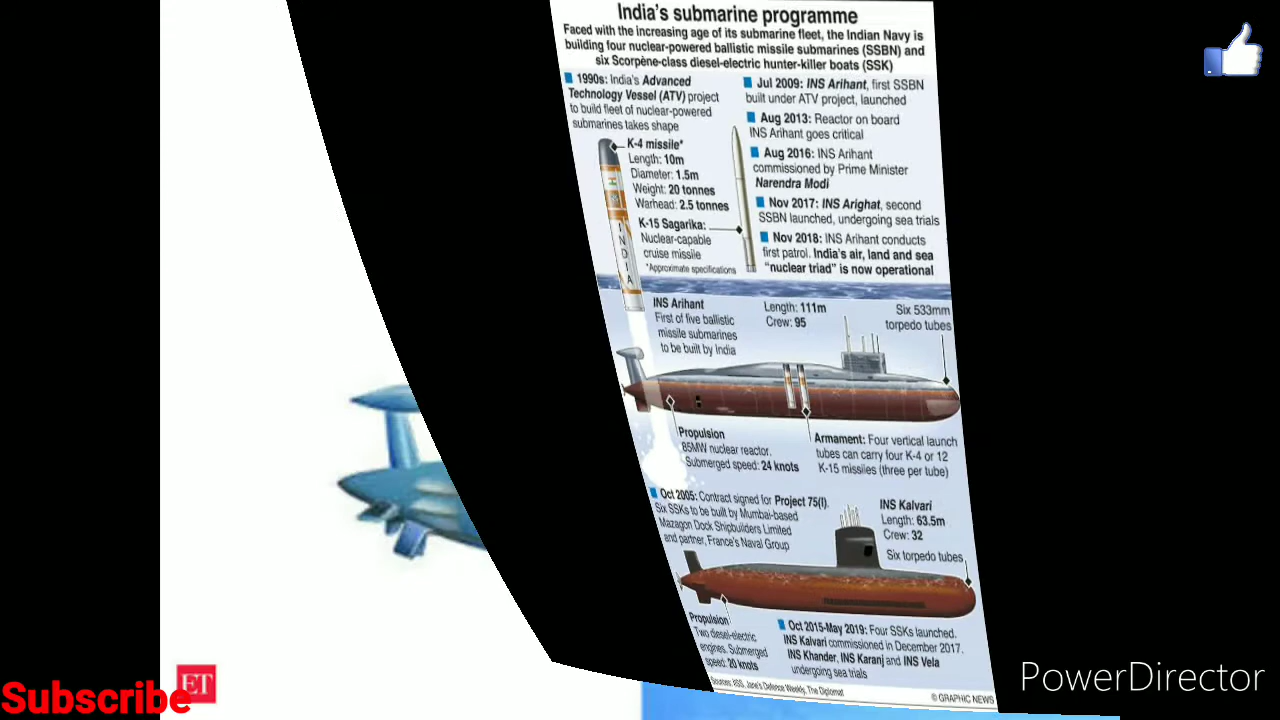 India's submarine programme
Faced with the increasing age of its submarine fleet, the Indian Navy is
building four nuclear-powered ballistic missile submarines (SSBN) and
six Scorpène-class diesel-electric hunter-killer boats (SSK)
1990s: India's Advanced
Technology Vessel (ATV) project
to build fleet of nuclear-powered
submarines takes shape
K-4 missile*
Length: 10m
Diameter: 1.5m
Weight: 20 tonnes
Warhead: 2.5 tonnes
K-15 Sagarika:
Nuclear-capable
cruise missile
*Approximate specifications
INDIA
Jul 2009: INS Arihant, first SSBN
built under ATV project, launched
Aug 2013: Reactor on board
INS Arihant goes critical
Aug 2016: INS Arihant
commissioned by Prime Minister
Narendra Modi
Nov 2017: INS Arighat, second
SSBN launched, undergoing sea trials
Nov 2018: INS Arihant conducts
first patrol. India's air, land and sea
"nuclear triad" is now operational
INS Arihant
First of five ballistic
missile submarines
to be built by India
Length: 111m
Crew: 95
Six 533mm
torpedo tubes
Propulsion
85MW nuclear reactor.
Submerged speed: 24 knots
Armament: Four vertical launch
tubes can carry four K-4 or 12
K-15 missiles (three per tube)
Oct 2005: Contract signed for Project 75(I).
Six SSKs to be built by Mumbai-based
Mazagon Dock Shipbuilders Limited
and partner, France's Naval Group
INS Kalvari
Length: 63.5m
Crew: 32
Six torpedo tubes
Propulsion
Two diesel-electric
engines. Submerged
speed: 20 knots
Oct 2015-May 2019: Four SSKs launched.
INS Kalvari commissioned in December 2017.
INS Khander, INS Karanj and INS Vela
undergoing sea trials
Sources: ISS, Jane's Defence Weekly, The Diplomat
© GRAPHIC NEWS
ET
Subscribe
PowerDirector